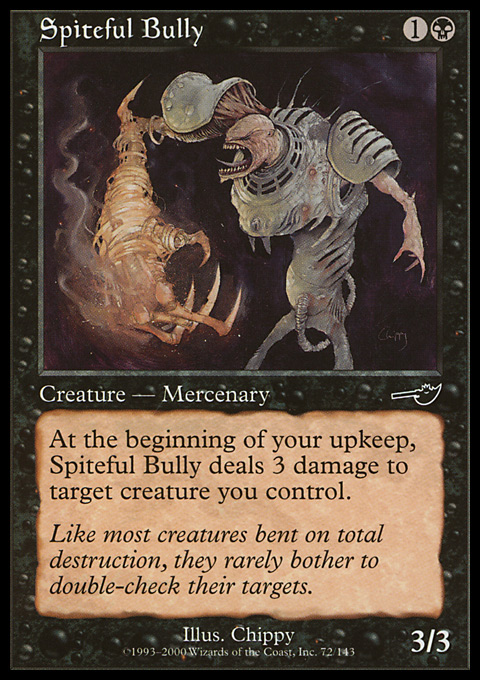 Spiteful Bully 1
Chippy
Creature — Mercenary
At the beginning of your upkeep,
Spiteful Bully deals 3 damage to
target creature you control.
Like most creatures bent on total
destruction, they rarely bother to
double-check their targets.
Illus. Chippy
©1993–2000 Wizards of the Coast, Inc. 72/143
3/3